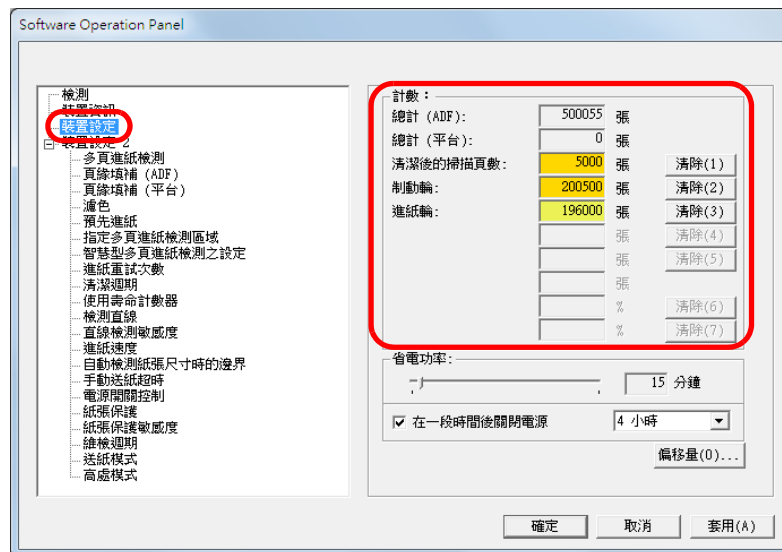 Software Operation Panel
檢測
裝置資訊
裝置設定
裝置設定 2
多頁進紙檢測
頁緣填補 (ADF)
頁緣填補 (平台)
濾色
預先進紙
指定多頁進紙檢測區域
智慧型多頁進紙檢測之設定
進紙重試次數
清潔週期
使用壽命計數器
檢測直線
直線檢測敏感度
進紙速度
自動檢測紙張尺寸時的邊界
手動送紙超時
電源開關控制
紙張保護
紙張保護敏感度
維檢週期
送紙模式
高處模式
計數：
總計 (ADF): 500055 張
總計 (平台): 0 張
清潔後的掃描頁數: 5000 張 清除(1)
制動輪: 200500 張 清除(2)
進紙輪: 196000 張 清除(3)
張 清除(4)
張 清除(5)
張
% 清除(6)
% 清除(7)
省電功率:
15 分鐘
在一段時間後關閉電源 4 小時
偏移量(O)...
確定 取消 套用(A)